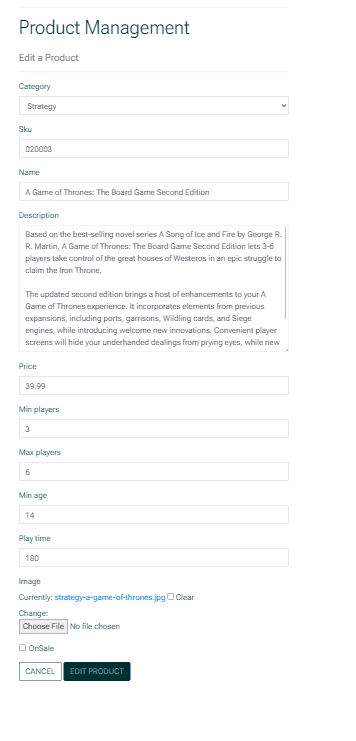 Product Management
Edit a Product
Category
Strategy
Sku
020003
Name
A Game of Thrones: The Board Game Second Edition
Description
Based on the best-selling novel series A Song of Ice and Fire by George R.
R. Martin, A Game of Thrones: The Board Game Second Edition lets 3-6
players take control of the great houses of Westeros in an epic struggle to
claim the Iron Throne.
The updated second edition brings a host of enhancements to your A
Game of Thrones experience. It incorporates elements from previous
expansions, including ports, garrisons, Wildling cards, and Siege
engines, while introducing welcome new innovations. Convenient player
screens will hide your underhanded dealings from prying eyes, while new
Price
39.99
Min players
3
Max players
6
Min age
14
Play time
180
Image
Currently: strategy-a-game-of-thrones.jpg Clear
Change:
Choose File No file chosen
OnSale
CANCEL EDIT PRODUCT